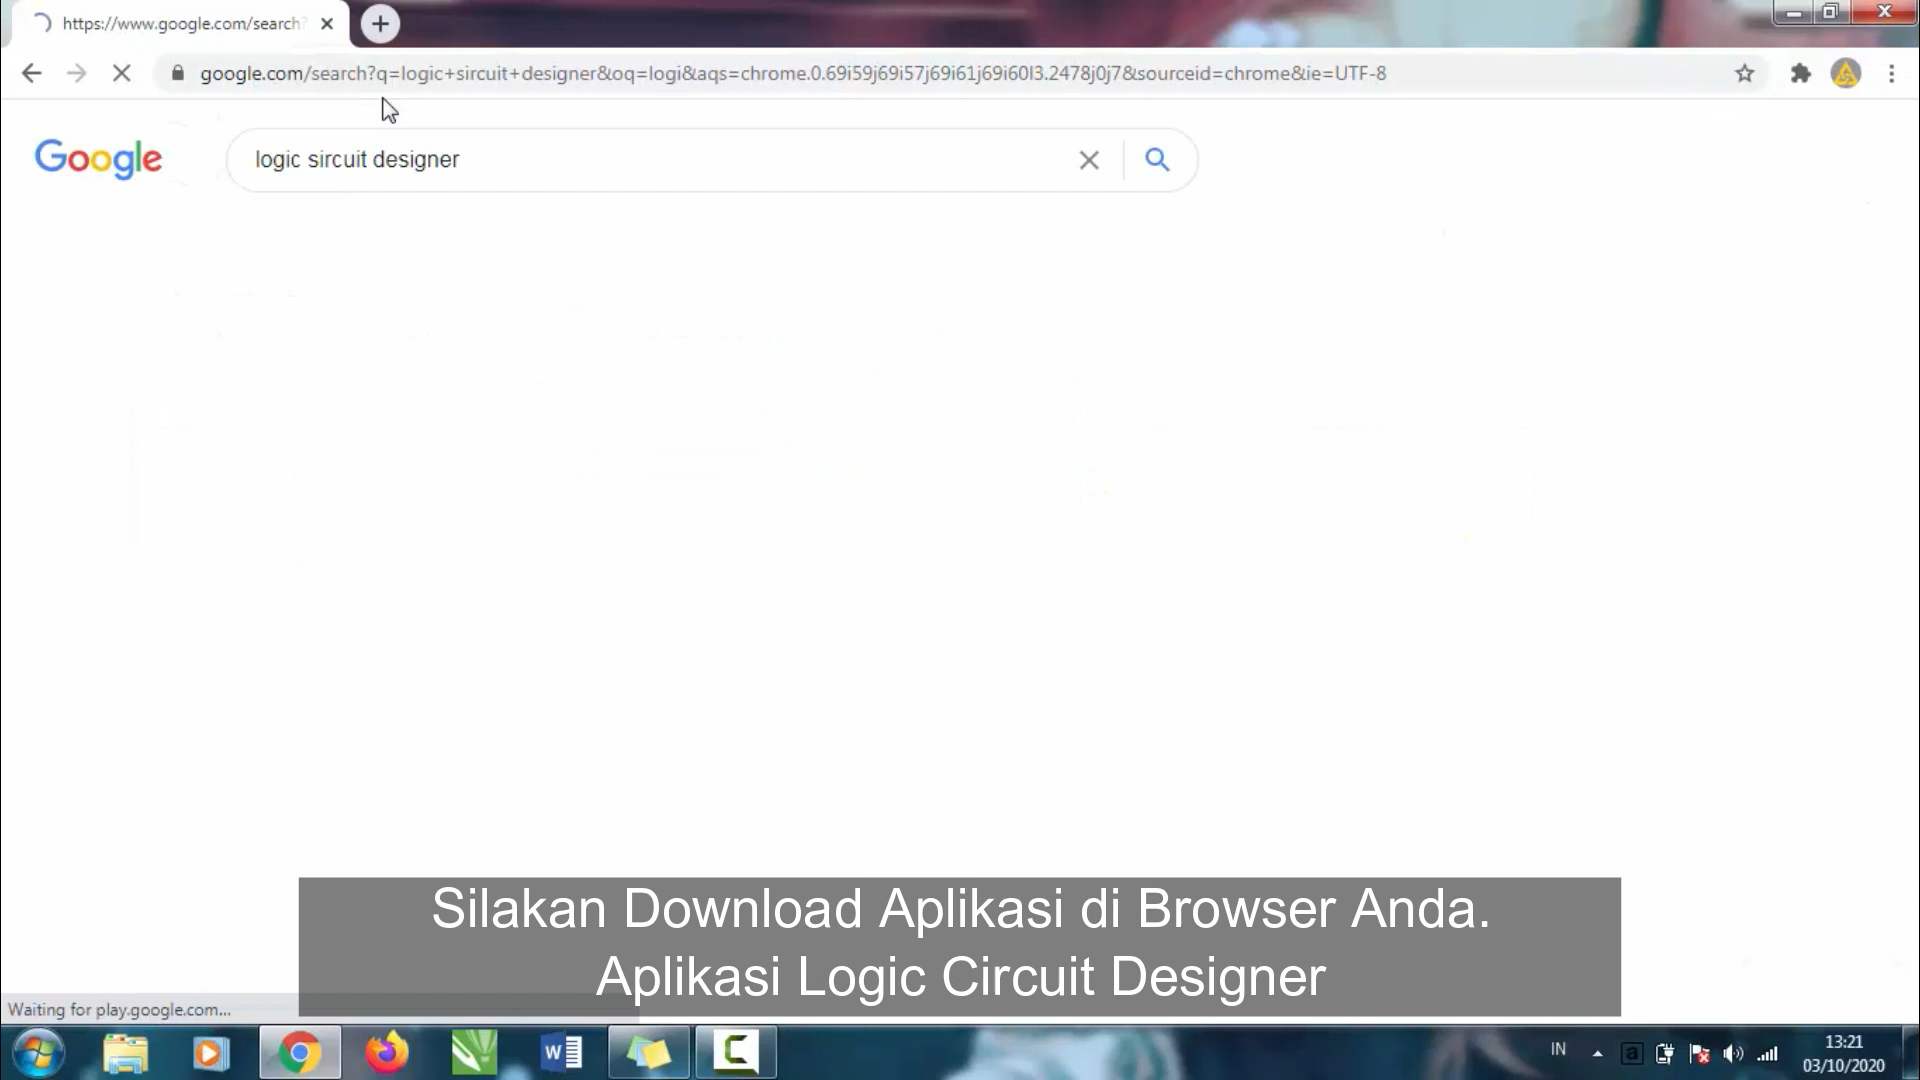 https://www.google.com/search?
google.com/search?q=logic+sircuit+designer&oq=logi&aqs=chrome.0.69i59j69i57j69i61j69i60l3.2478j0j7&sourceid=chrome&ie=UTF-8
Google
logic sircuit designer
Silakan Download Aplikasi di Browser Anda.
Aplikasi Logic Circuit Designer
Waiting for play.google.com...
IN
13:21
03/10/2020